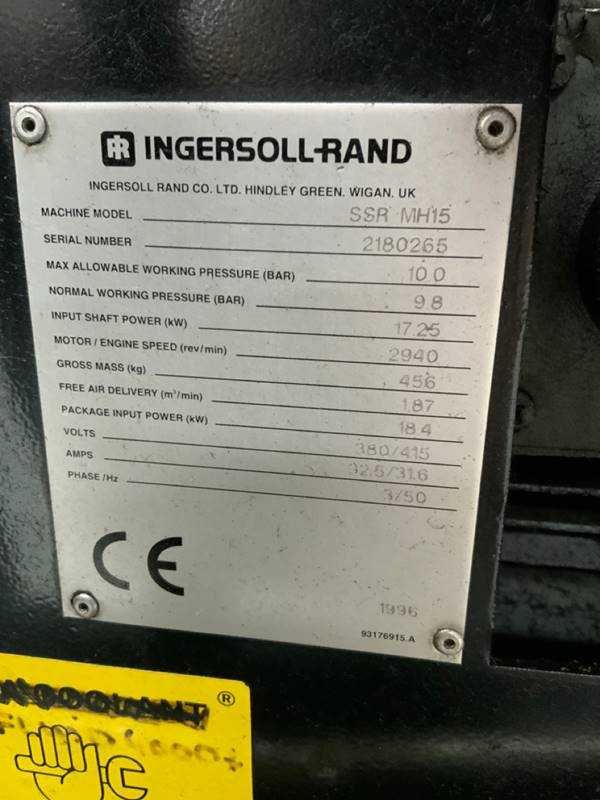 IR INGERSOLL-RAND
INGERSOLL RAND CO. LTD. HINDLEY GREEN. WIGAN. UK
MACHINE MODEL SSR MH15
SERIAL NUMBER 2180265
MAX ALLOWABLE WORKING PRESSURE (BAR) 10.0
NORMAL WORKING PRESSURE (BAR) 9.8
INPUT SHAFT POWER (kW) 17.25
MOTOR / ENGINE SPEED (rev/min) 2940
GROSS MASS (kg) 456
FREE AIR DELIVERY (m³/min) 1.87
PACKAGE INPUT POWER (kW) 18.4
VOLTS 380/415
AMPS 32.5/31.6
PHASE /Hz 3/50
CE
1996
93176915.A
®